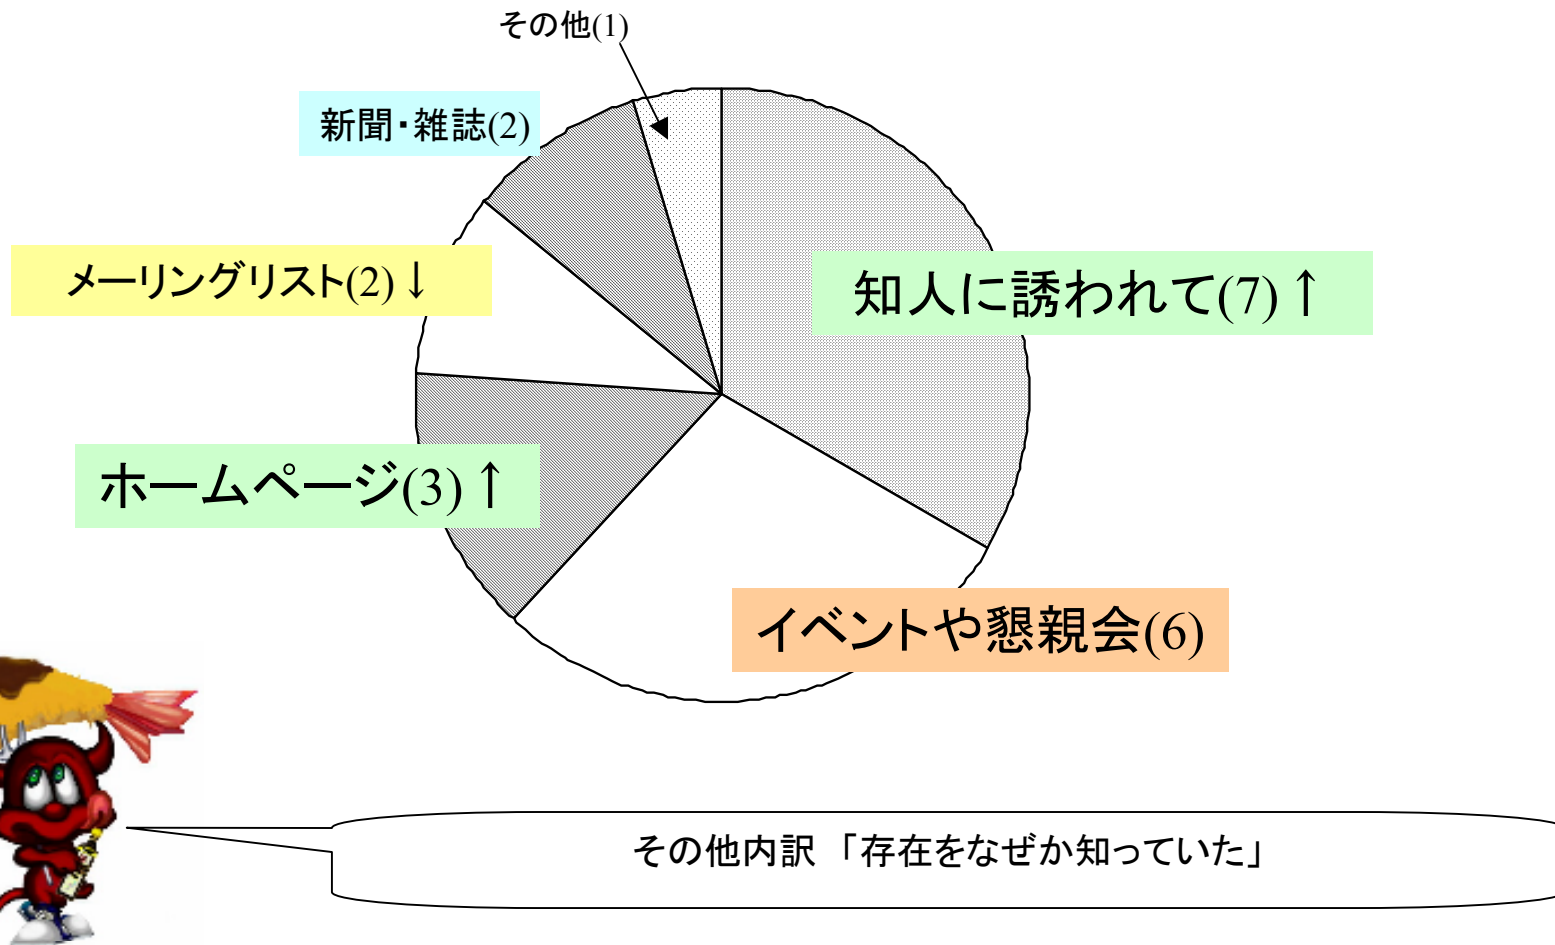 その他(1)
新聞・雑誌(2)
メーリングリスト(2)↓
知人に誘われて(7)↑
ホームページ(3)↑
イベントや懇親会(6)
その他内訳 「存在をなぜか知っていた」